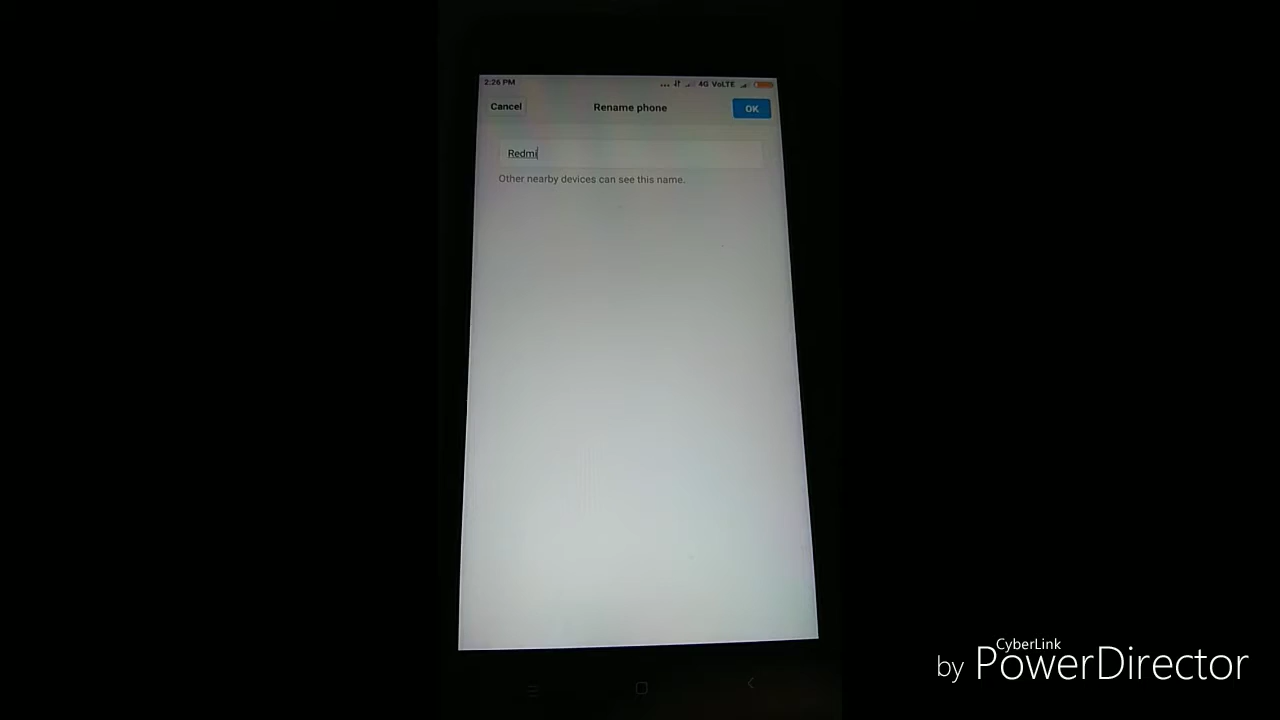 2:26 PM
... 4G VoLTE
Cancel
Rename phone
OK
Redmi
Other nearby devices can see this name.
CyberLink
by PowerDirector